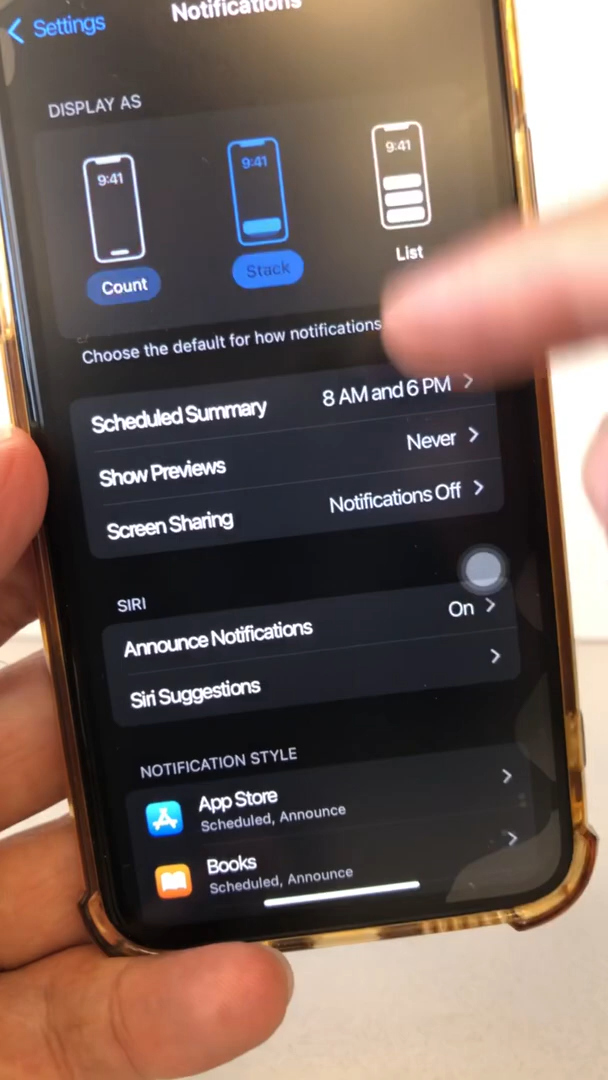 Settings
Notifications
DISPLAY AS
9:41
9:41
9:41
Count
Stack
List
Choose the default for how notifications
Scheduled Summary 8 AM and 6 PM
Show Previews Never
Screen Sharing Notifications Off
SIRI
Announce Notifications On
Siri Suggestions
NOTIFICATION STYLE
App Store
Scheduled, Announce
Books
Scheduled, Announce